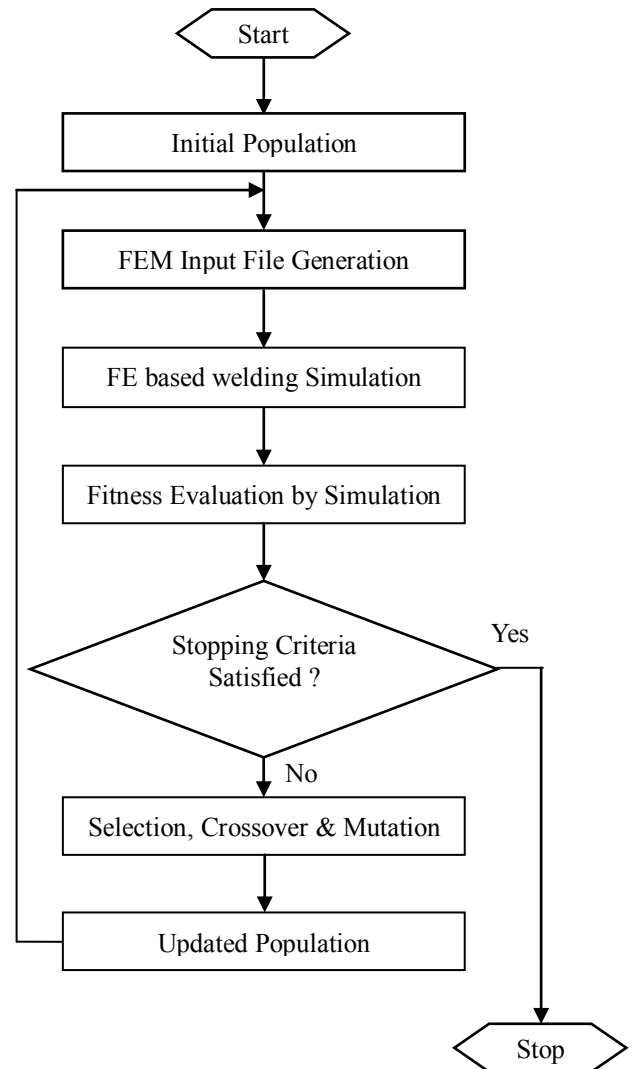 Start
Initial Population
FEM Input File Generation
FE based welding Simulation
Fitness Evaluation by Simulation
Stopping Criteria
Satisfied ?
Yes
No
Selection, Crossover & Mutation
Updated Population
Stop